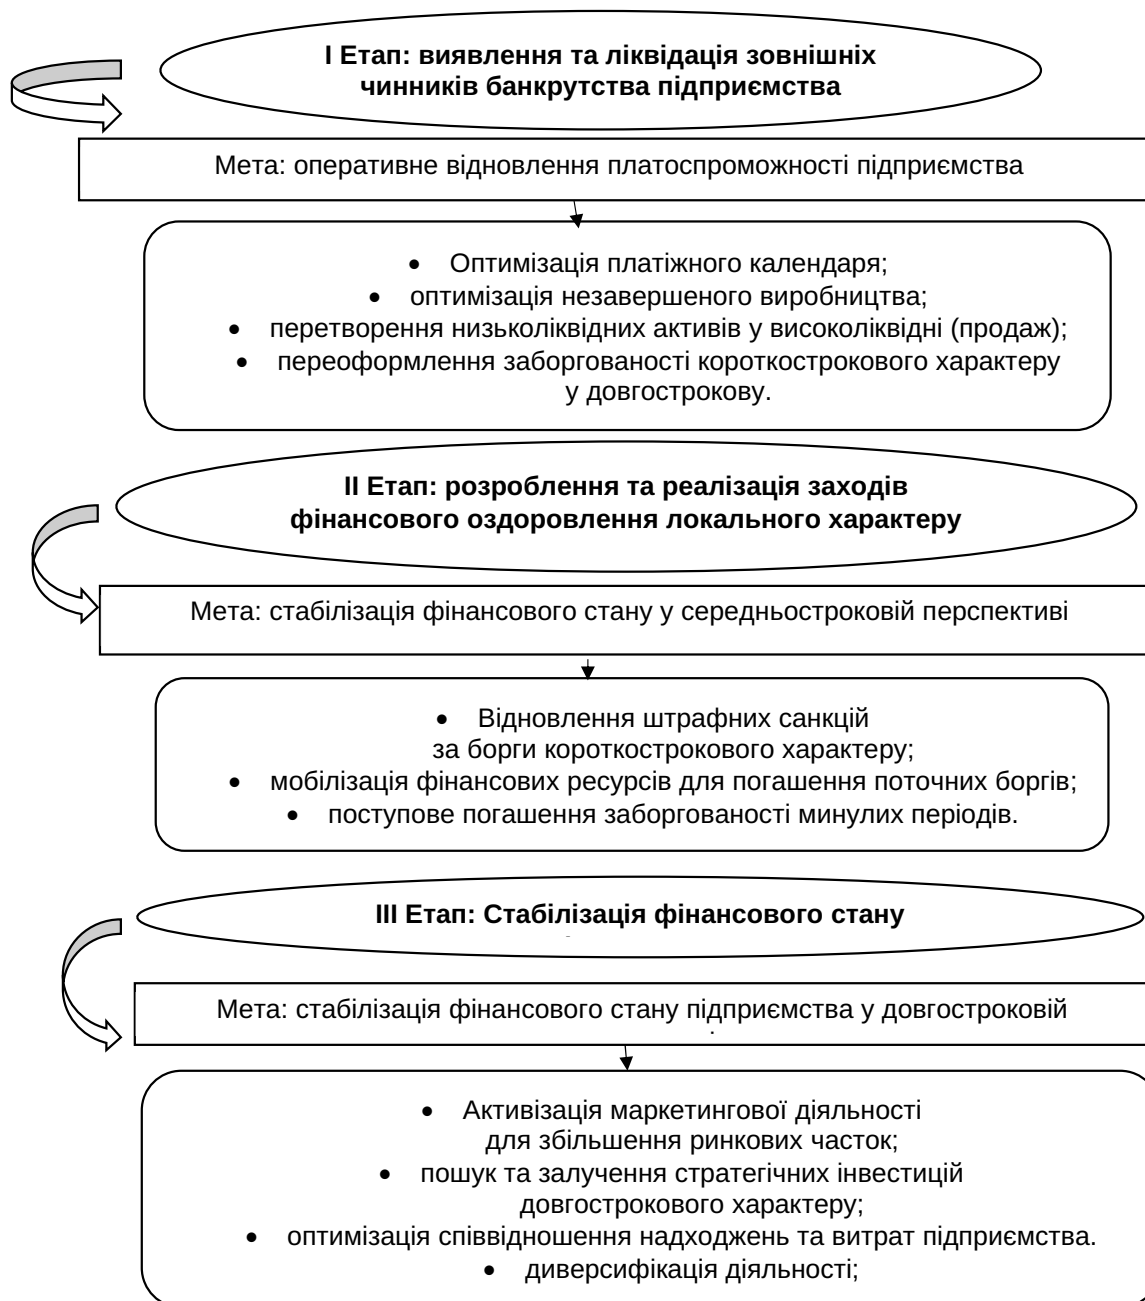 І Етап: виявлення та ліквідація зовнішніх
чинників банкрутства підприємства
Мета: оперативне відновлення платоспроможності підприємства
• Оптимізація платіжного календаря;
• оптимізація незавершеного виробництва;
• перетворення низьколіквідних активів у високоліквідні (продаж);
• переоформлення заборгованості короткострокового характеру
у довгострокову.
ІІ Етап: розроблення та реалізація заходів
фінансового оздоровлення локального характеру
Мета: стабілізація фінансового стану у середньостроковій перспективі
• Відновлення штрафних санкцій
за борги короткострокового характеру;
• мобілізація фінансових ресурсів для погашення поточних боргів;
• поступове погашення заборгованості минулих періодів.
ІІІ Етап: Стабілізація фінансового стану
Мета: стабілізація фінансового стану підприємства у довгостроковій
• Активізація маркетингової діяльності
для збільшення ринкових часток;
• пошук та залучення стратегічних інвестицій
довгострокового характеру;
• оптимізація співвідношення надходжень та витрат підприємства.
• диверсифікація діяльності;